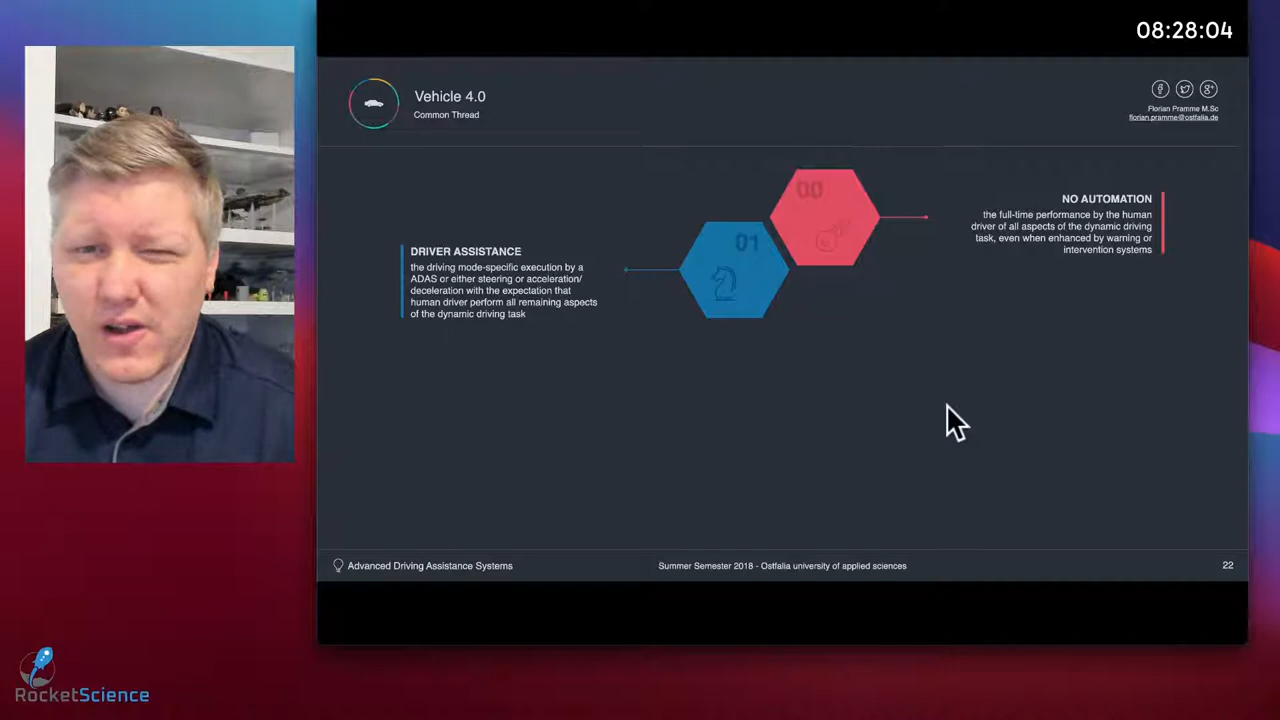 08:28:04
Vehicle 4.0
Common Thread
Florian Pramme M.Sc
florian.pramme@ostfalia.de
00
NO AUTOMATION
the full-time performance by the human
driver of all aspects of the dynamic driving
task, even when enhanced by warning or
intervention systems
01
DRIVER ASSISTANCE
the driving mode-specific execution by a
ADAS or either steering or acceleration/
deceleration with the expectation that
human driver perform all remaining aspects
of the dynamic driving task
Advanced Driving Assistance Systems
Summer Semester 2018 - Ostfalia university of applied sciences
22
RocketScience